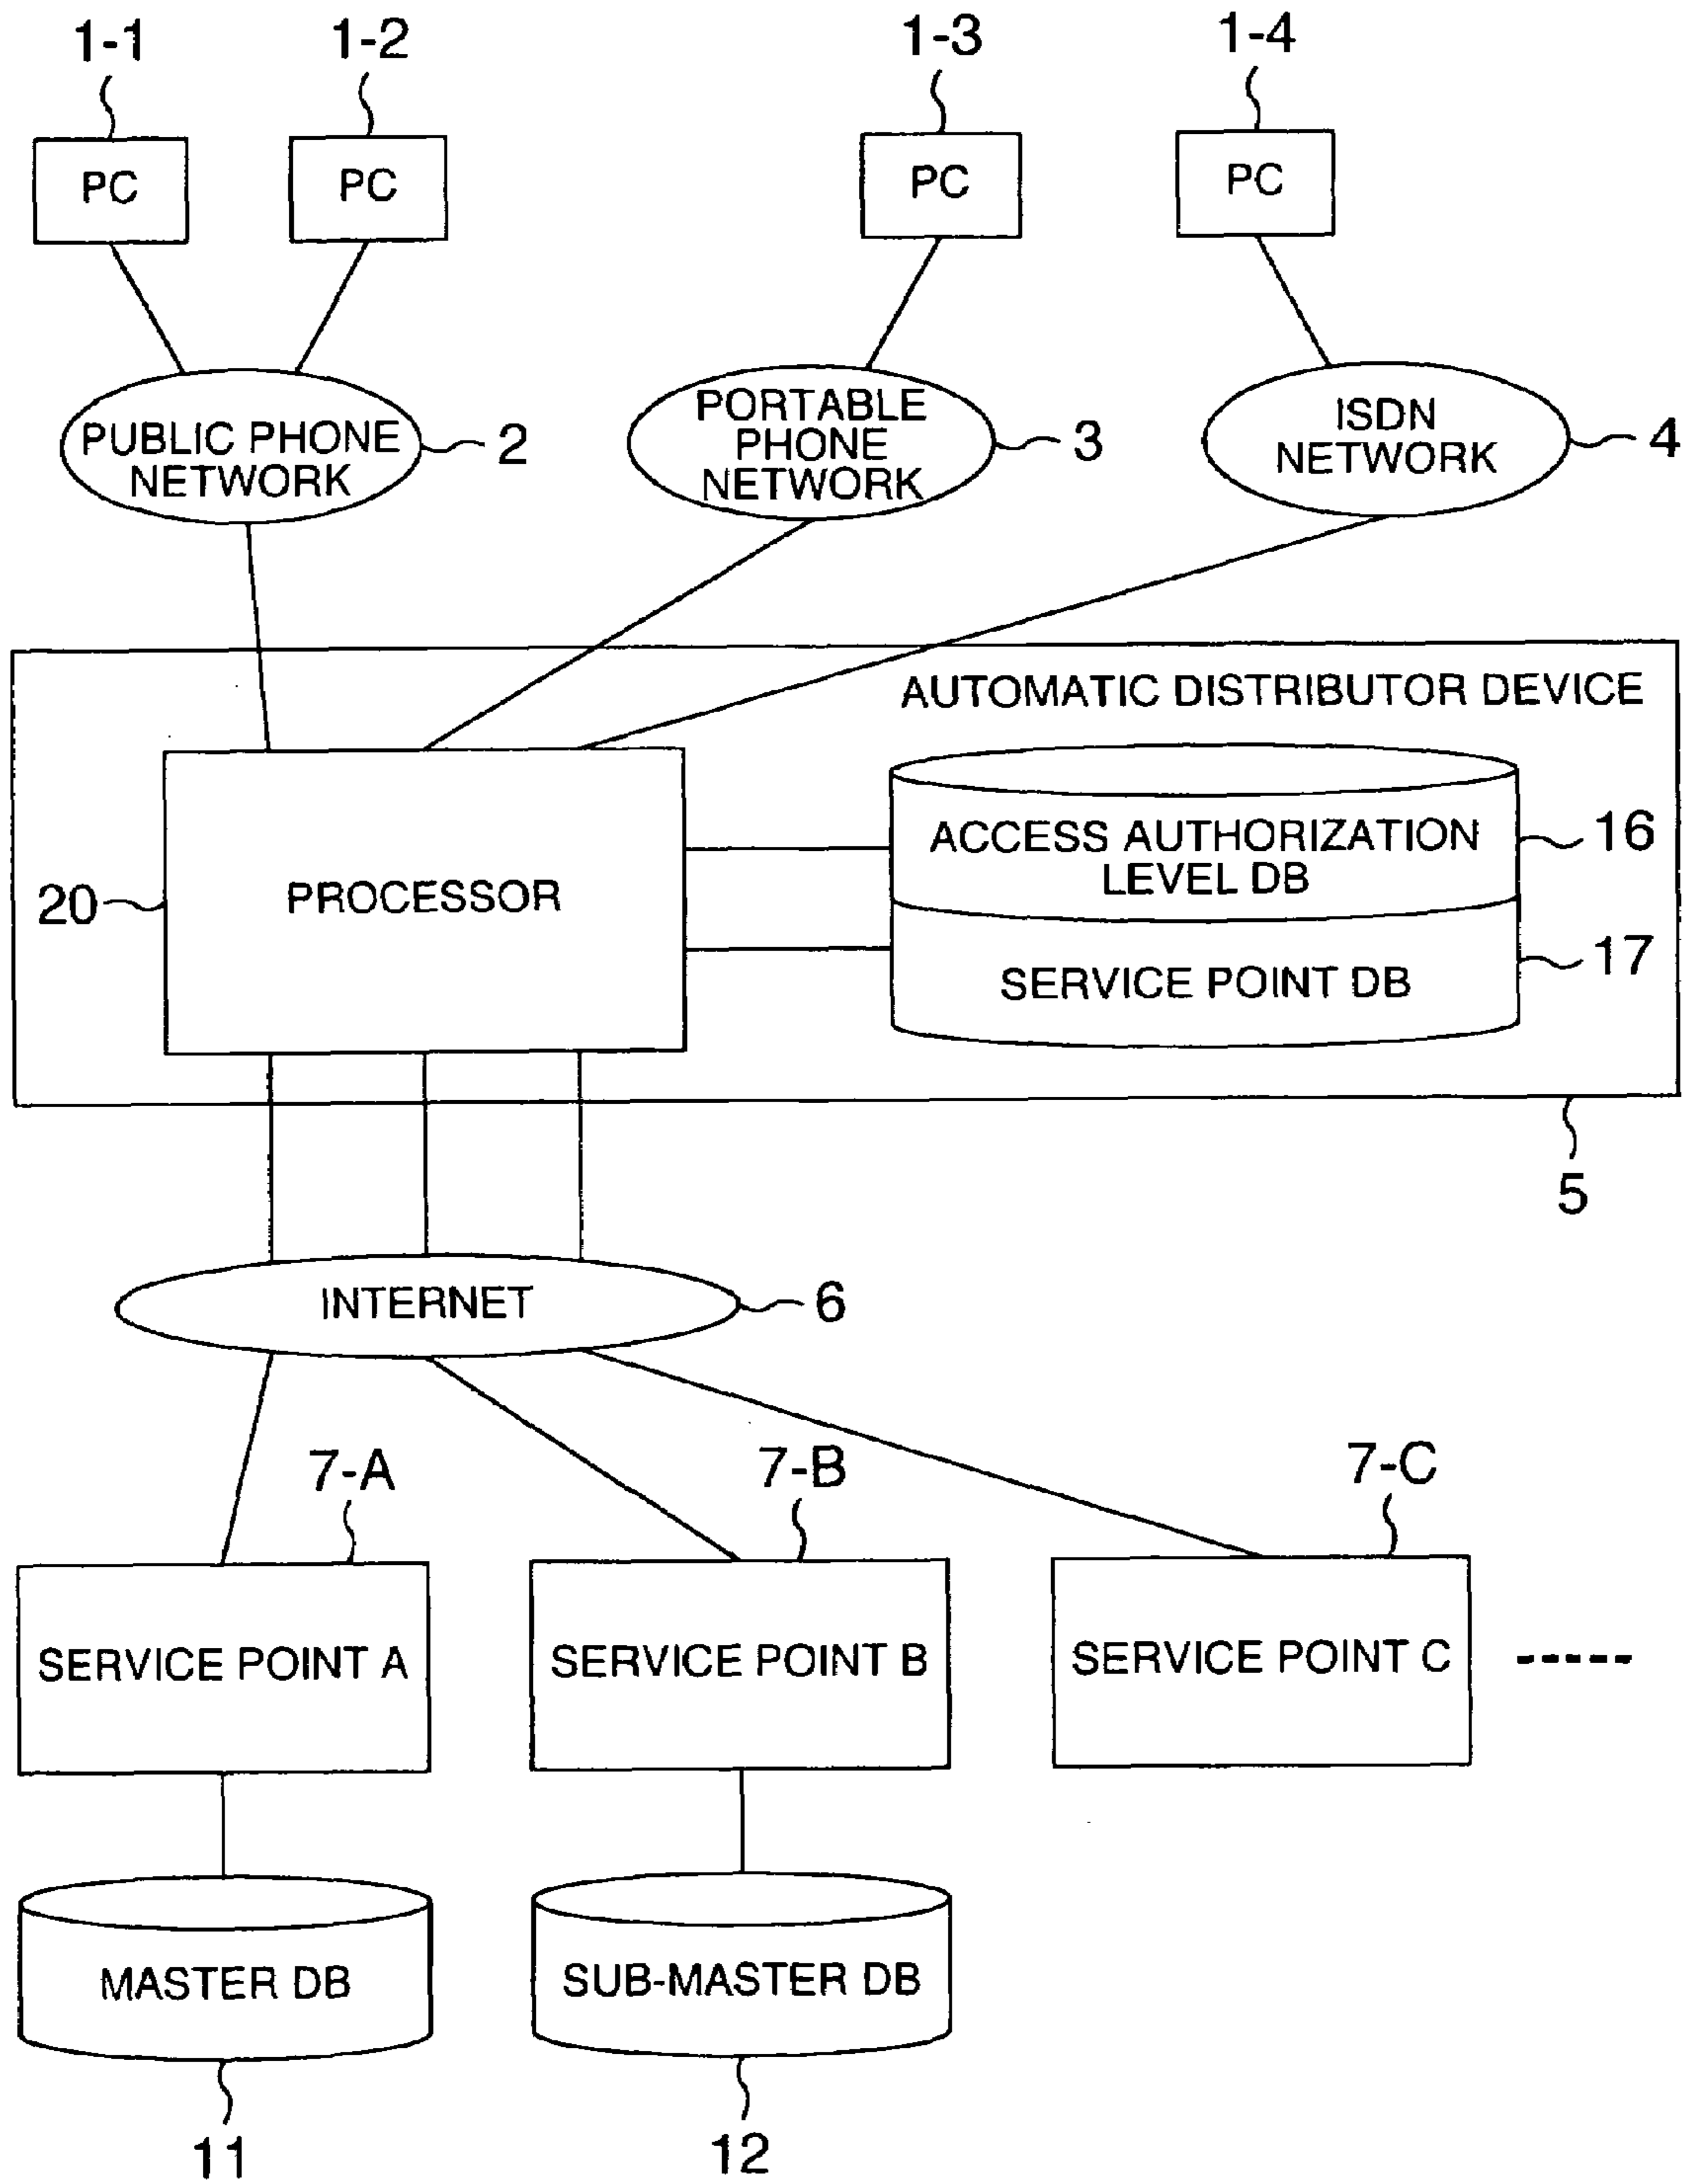 1-1
1-2
1-3
1-4
PC
PC
PC
PC
PUBLIC PHONE
NETWORK
2
PORTABLE
PHONE
NETWORK
3
ISDN
NETWORK
4
AUTOMATIC DISTRIBUTOR DEVICE
20
PROCESSOR
ACCESS AUTHORIZATION
LEVEL DB
16
SERVICE POINT DB
17
5
INTERNET
6
7-A
7-B
7-C
SERVICE POINT A
SERVICE POINT B
SERVICE POINT C
MASTER DB
SUB-MASTER DB
11
12